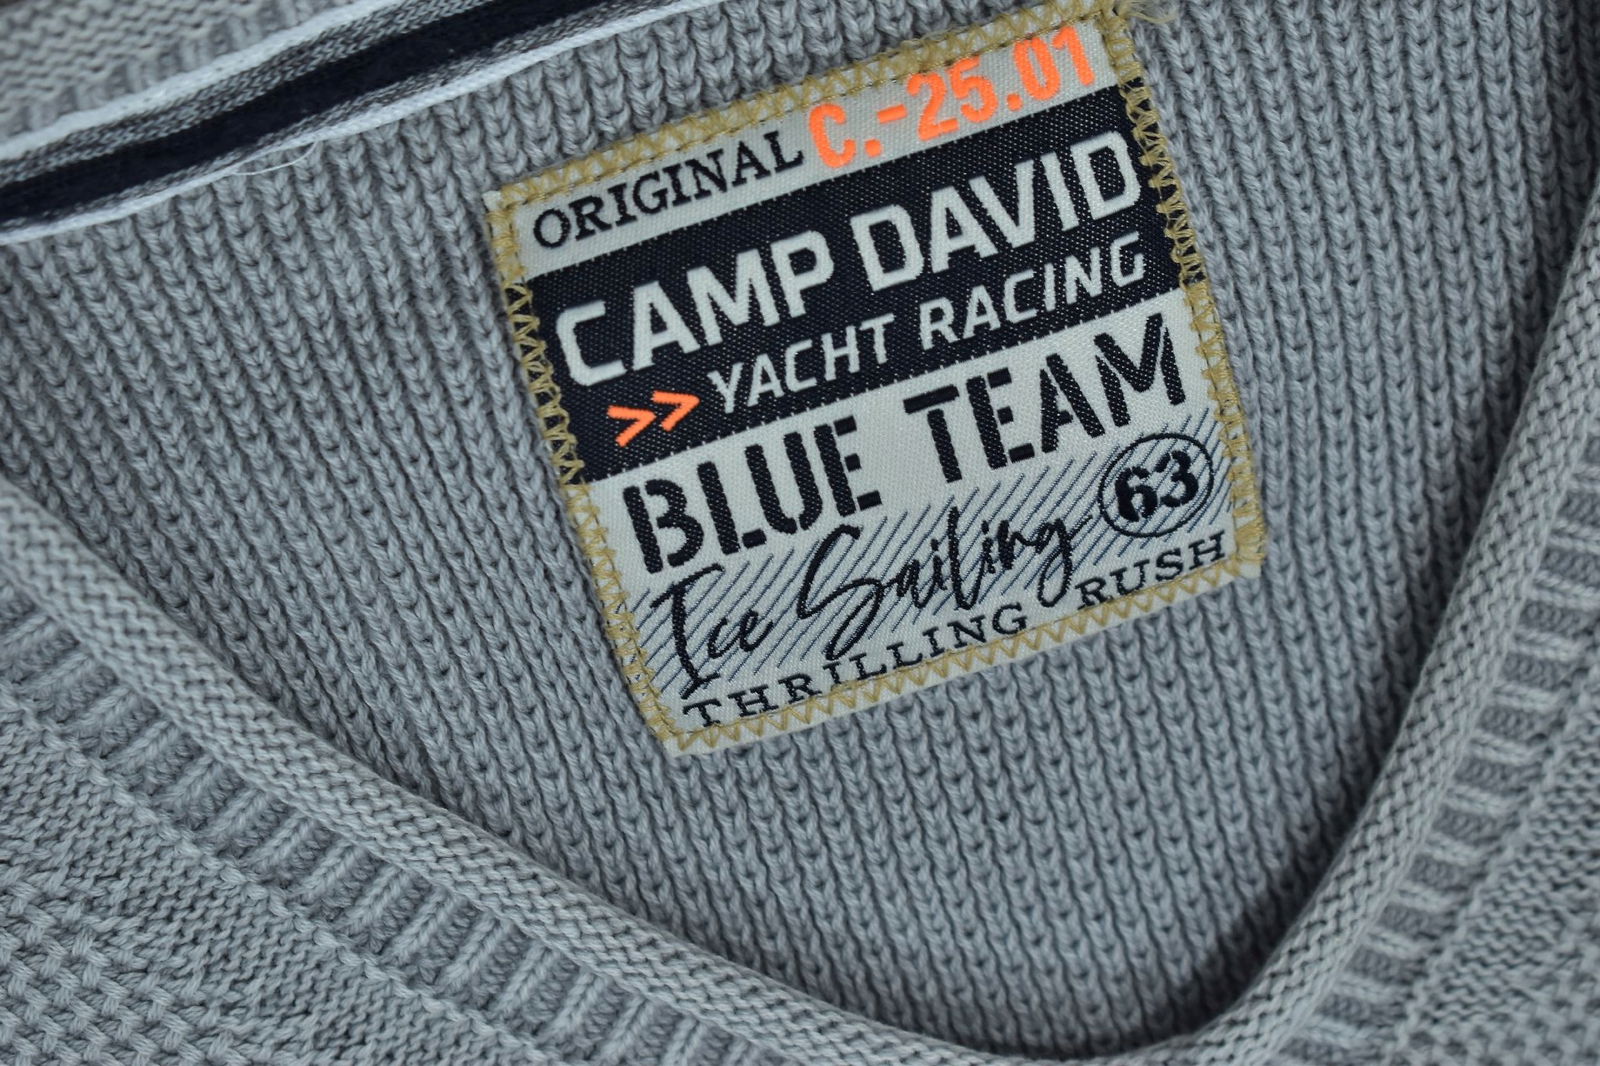 ORIGINAL C.-25.01
CAMP DAVID
>> YACHT RACING
BLUE TEAM
Ice Sailing 63
THRILLING RUSH